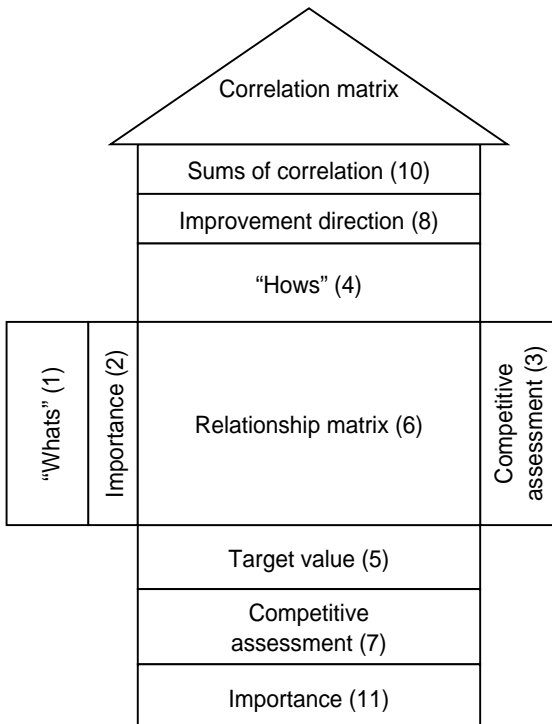 Correlation matrix
Sums of correlation (10)
Improvement direction (8)
“Hows” (4)
“Whats” (1)
Importance (2)
Relationship matrix (6)
Competitive
assessment (3)
Target value (5)
Competitive
assessment (7)
Importance (11)